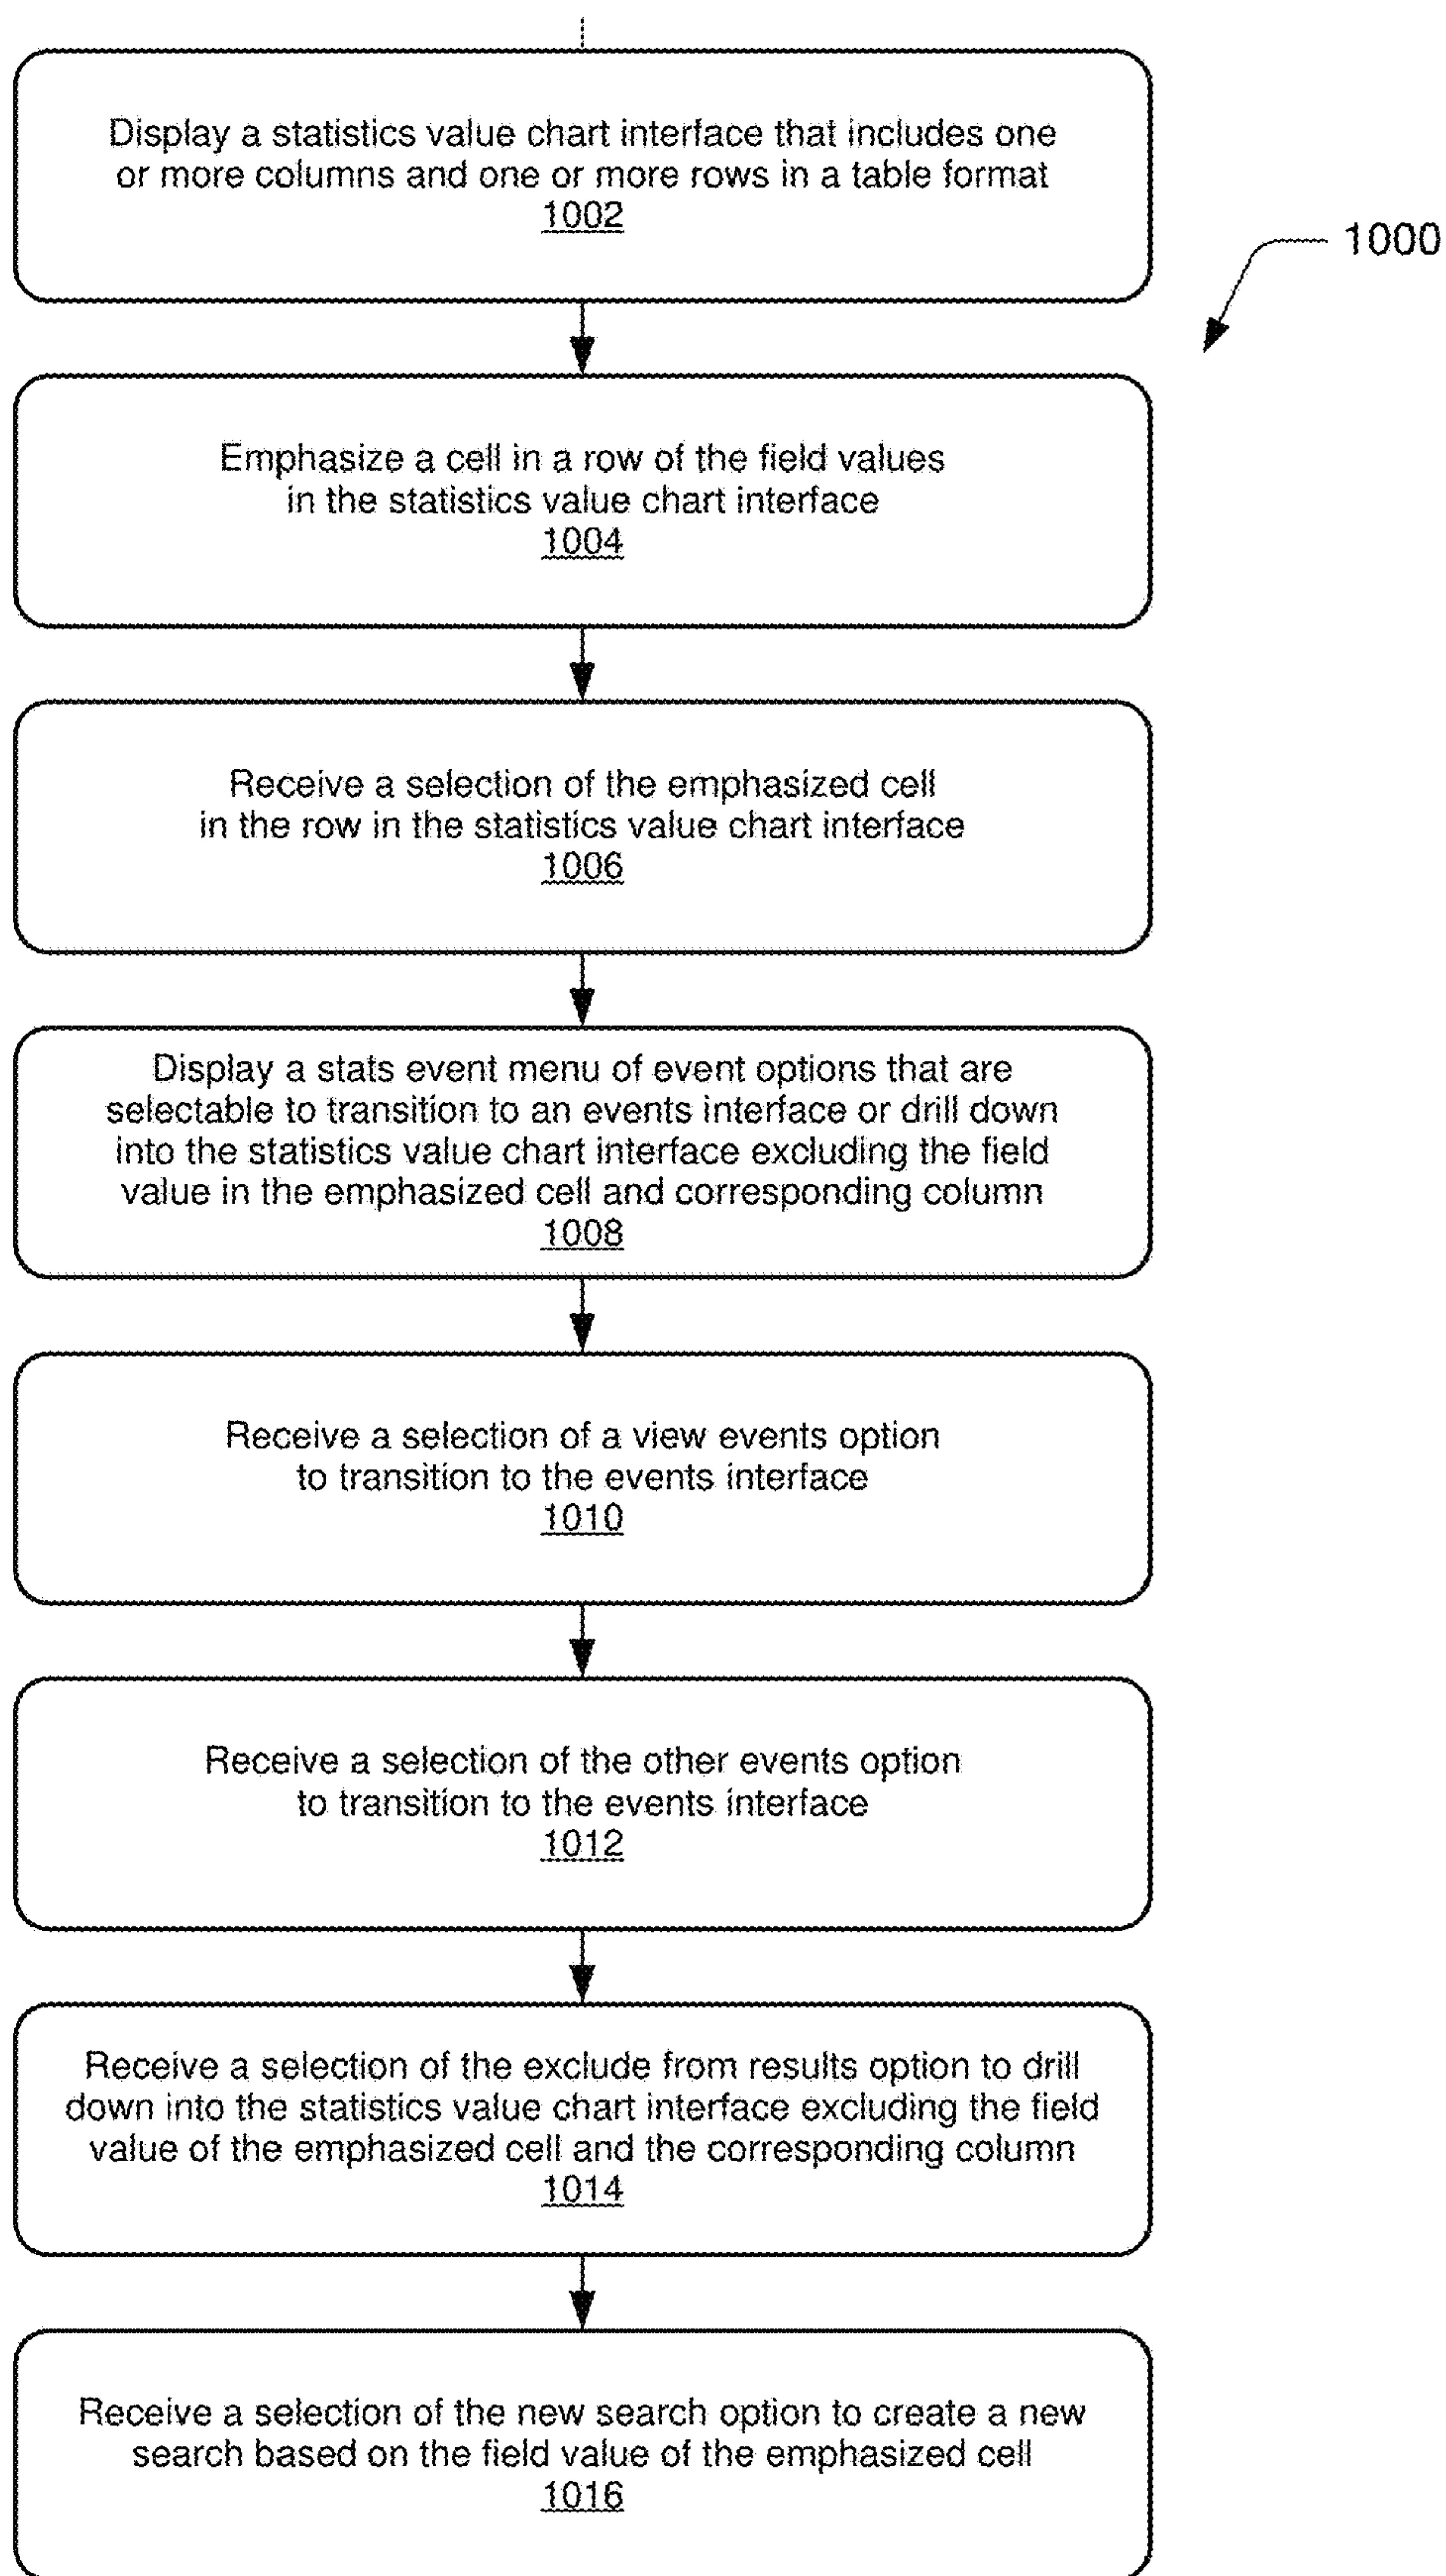 Display a statistics value chart interface that includes one
or more columns and one or more rows in a table format
1002
1000
Emphasize a cell in a row of the field values
in the statistics value chart interface
1004
Receive a selection of the emphasized cell
in the row in the statistics value chart interface
1006
Display a stats event menu of event options that are
selectable to transition to an events interface or drill down
into the statistics value chart interface excluding the field
value in the emphasized cell and corresponding column
1008
Receive a selection of a view events option
to transition to the events interface
1010
Receive a selection of the other events option
to transition to the events interface
1012
Receive a selection of the exclude from results option to drill
down into the statistics value chart interface excluding the field
value of the emphasized cell and the corresponding column
1014
Receive a selection of the new search option to create a new
search based on the field value of the emphasized cell
1016